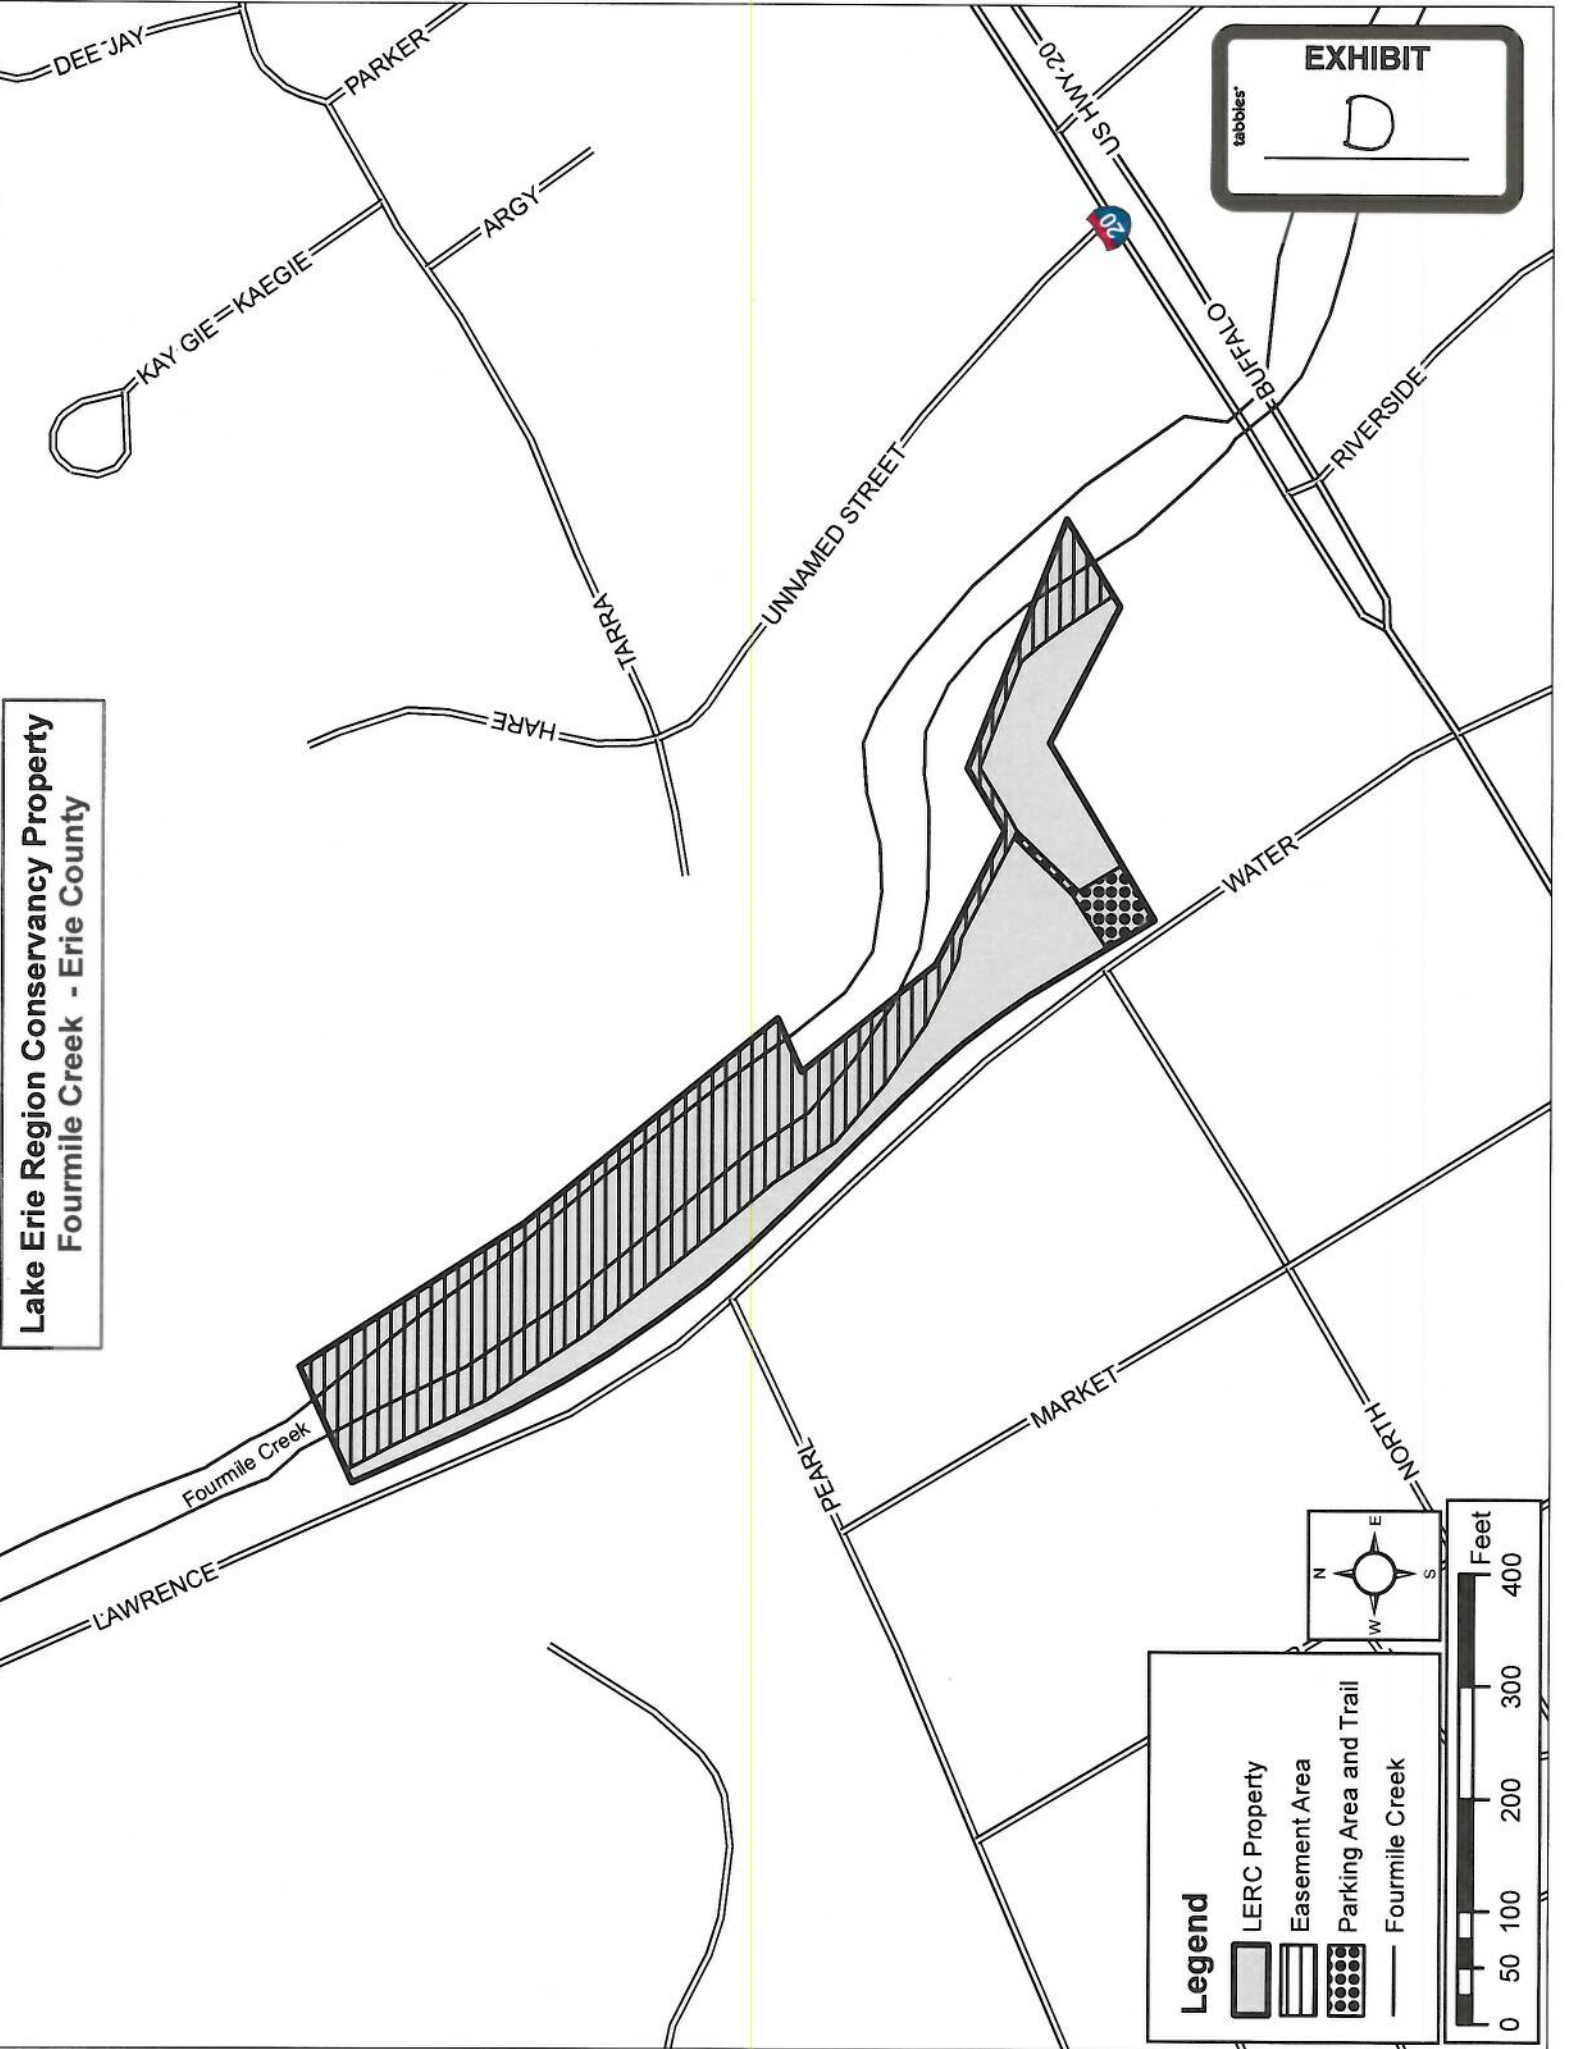 Lake Erie Region Conservancy Property
Fourmile Creek - Erie County
DEE JAY
PARKER
KAY GIE
KAEGIE
ARGY
TARRA
HARE
UNNAMED STREET
US HWY-20
20
BUFFALO
RIVERSIDE
WATER
Fourmile Creek
LAWRENCE
PEARL
MARKET
NORTH
EXHIBIT
tabbies®
D
Legend
LERC Property
Easement Area
Parking Area and Trail
Fourmile Creek
N
W E
S
0 50 100 200 300 400
Feet